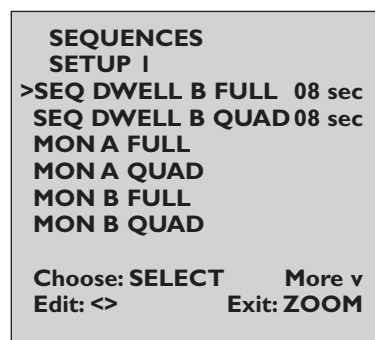 SEQUENCES
SETUP 1
>SEQ DWELL B FULL 08 sec
SEQ DWELL B QUAD 08 sec
MON A FULL
MON A QUAD
MON B FULL
MON B QUAD
Choose: SELECT More v
Edit: <> Exit: ZOOM